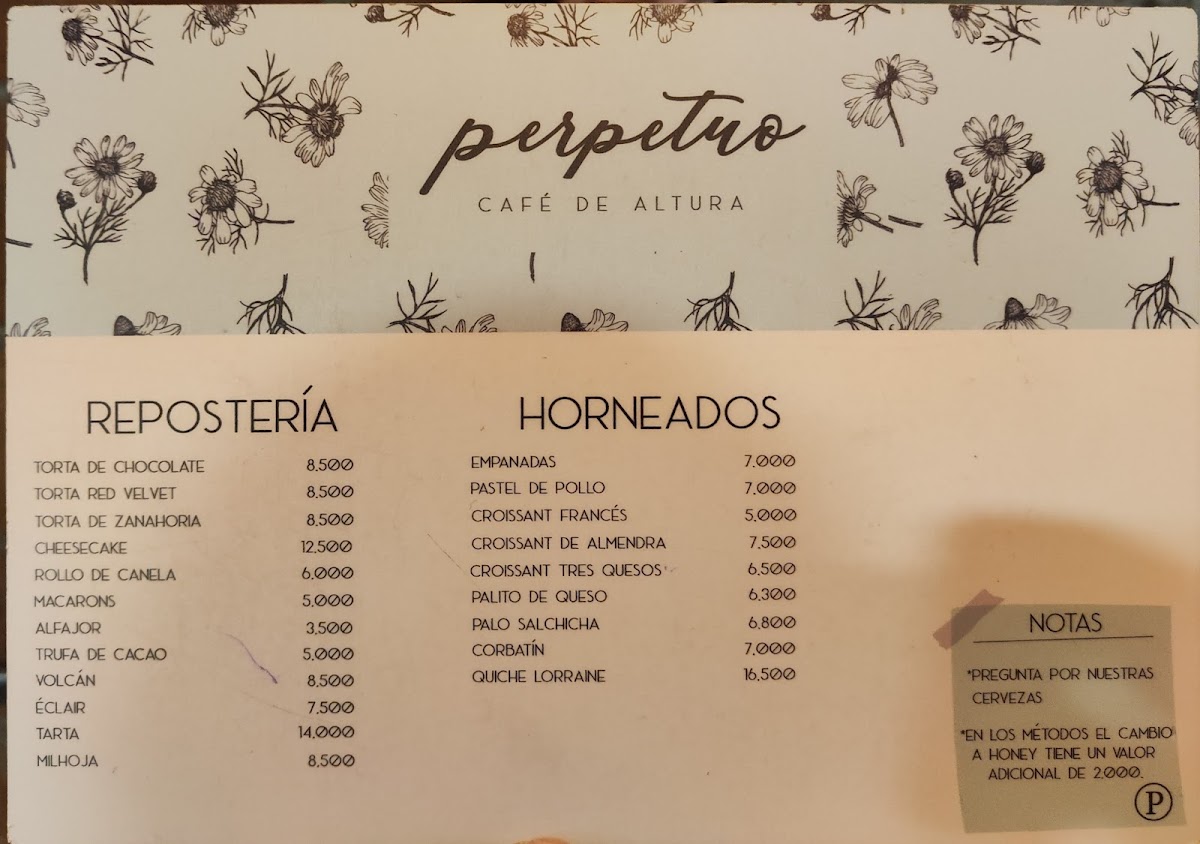 perpetuo
CAFÉ DE ALTURA
REPOSTERÍA
TORTA DE CHOCOLATE 8,500
TORTA RED VELVET 8,500
TORTA DE ZANAHORIA 8,500
CHEESECAKE 12,500
ROLLO DE CANELA 6,000
MACARONS 5,000
ALFAJOR 3,500
TRUFA DE CACAO 5,000
VOLCÁN 8,500
ÉCLAIR 7,500
TARTA 14,000
MILHOJA 8,500
HORNEADOS
EMPANADAS 7,000
PASTEL DE POLLO 7,000
CROISSANT FRANCÉS 5,000
CROISSANT DE ALMENDRA 7,500
CROISSANT TRES QUESOS 6,500
PALITO DE QUESO 6,300
PALO SALCHICHA 6,800
CORBATÍN 7,000
QUICHE LORRAINE 16,500
NOTAS
*PREGUNTA POR NUESTRAS
CERVEZAS
*EN LOS MÉTODOS EL CAMBIO
A HONEY TIENE UN VALOR
ADICIONAL DE 2,000.
P